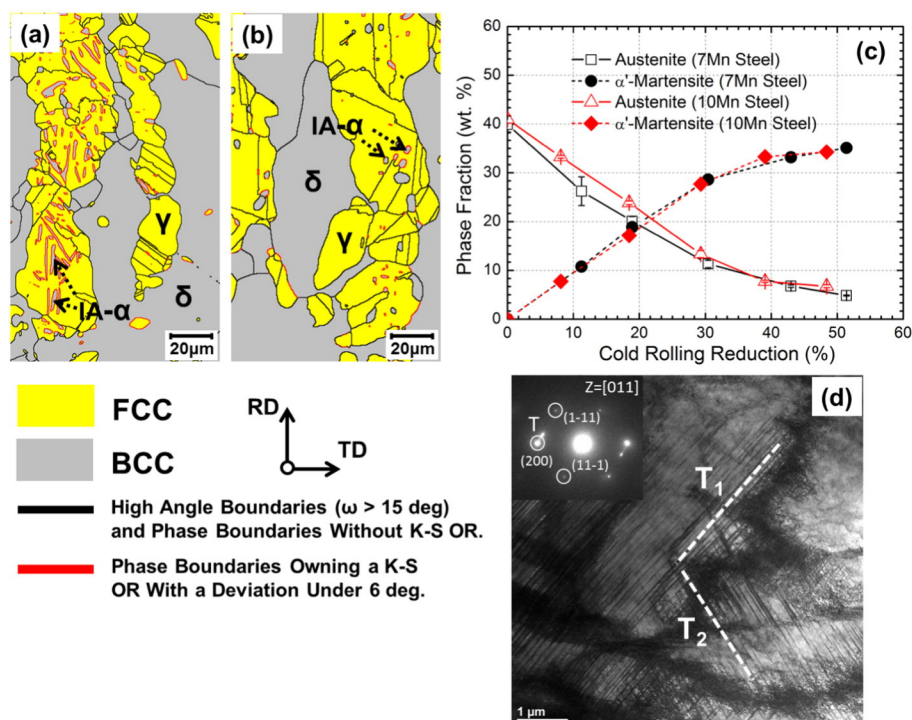 (a)
IA-α
γ
δ
20μm
(b)
IA-α
δ
γ
20μm
(c)
Phase Fraction (wt. %)
60
50
40
30
20
10
0
Austenite (7Mn Steel)
α'-Martensite (7Mn Steel)
Austenite (10Mn Steel)
α'-Martensite (10Mn Steel)
0 10 20 30 40 50 60
Cold Rolling Reduction (%)
FCC
BCC
RD
TD
High Angle Boundaries (ω > 15 deg)
and Phase Boundaries Without K-S OR.
Phase Boundaries Owning a K-S
OR With a Deviation Under 6 deg.
(d)
Z=[011]
(1-11)
T
(200)
(11-1)
T1
T2
1 μm